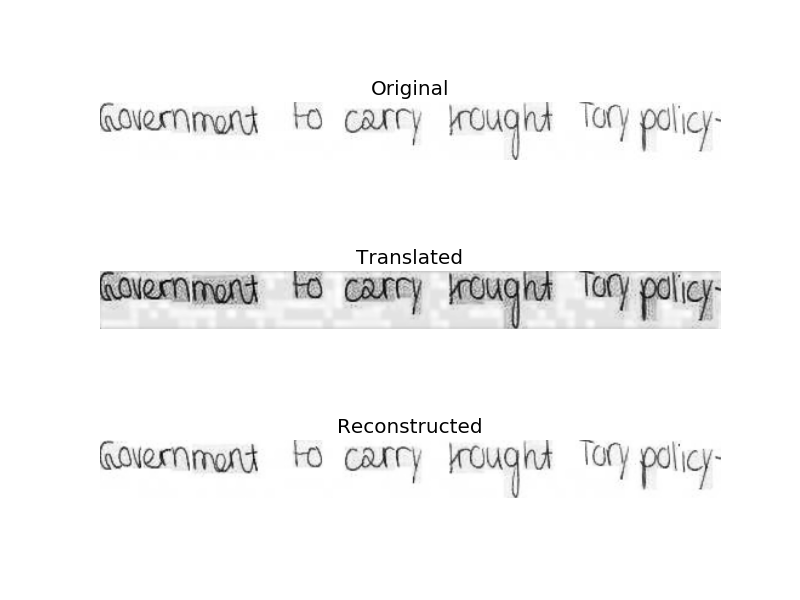 Original
Government to carry trought Tory policy-
Translated
Government to carry trought Tory policy-
Reconstructed
Government to carry trought Tory policy-